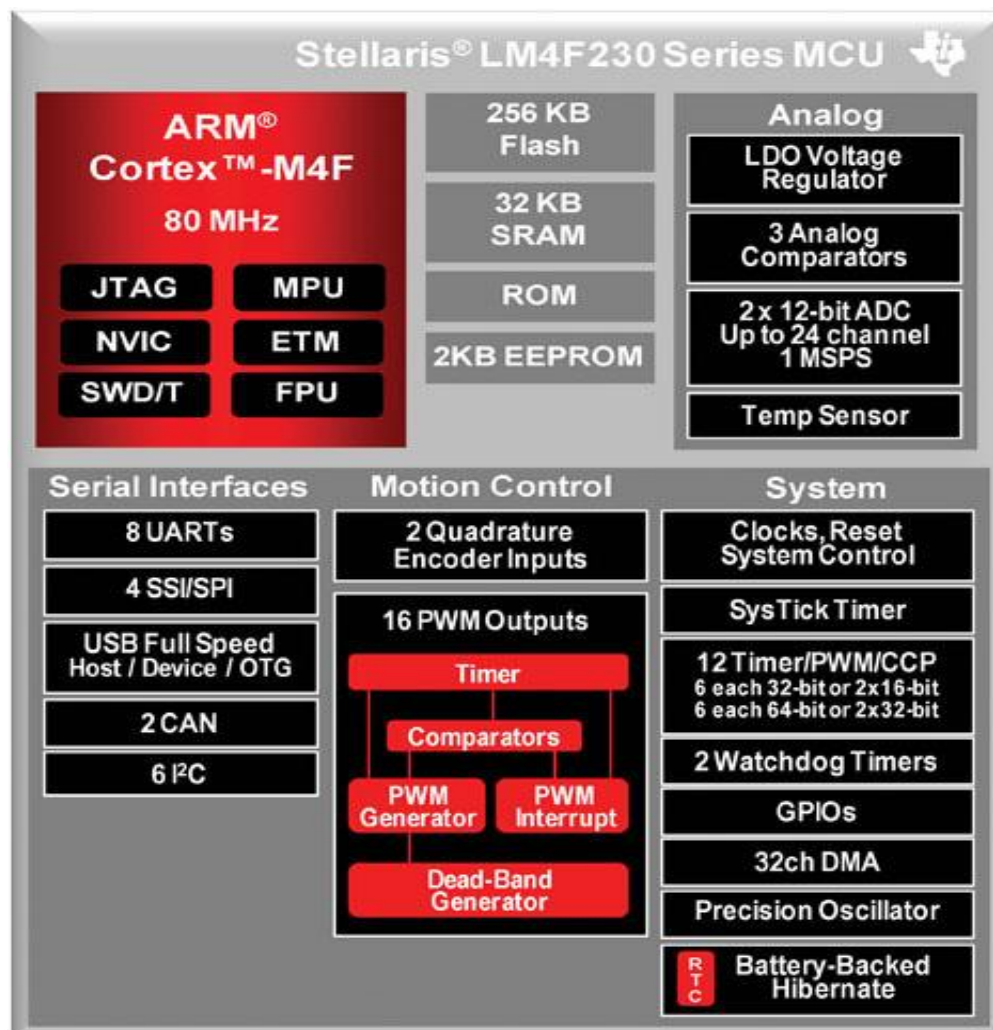 Stellaris® LM4F230 Series MCU
ARM®
Cortex™-M4F
80 MHz
JTAG
MPU
NVIC
ETM
SWD/T
FPU
256 KB
Flash
32 KB
SRAM
ROM
2KB EEPROM
Analog
LDO Voltage
Regulator
3 Analog
Comparators
2 x 12-bit ADC
Up to 24 channel
1 MSPS
Temp Sensor
Serial Interfaces
8 UARTs
4 SSI/SPI
USB Full Speed
Host / Device / OTG
2 CAN
6 I²C
Motion Control
2 Quadrature
Encoder Inputs
16 PWM Outputs
Timer
Comparators
PWM
Generator
PWM
Interrupt
Dead-Band
Generator
System
Clocks, Reset
System Control
SysTick Timer
12 Timer/PWM/CCP
6 each 32-bit or 2x16-bit
6 each 64-bit or 2x32-bit
2 Watchdog Timers
GPIOs
32ch DMA
Precision Oscillator
RTC
Battery-Backed
Hibernate